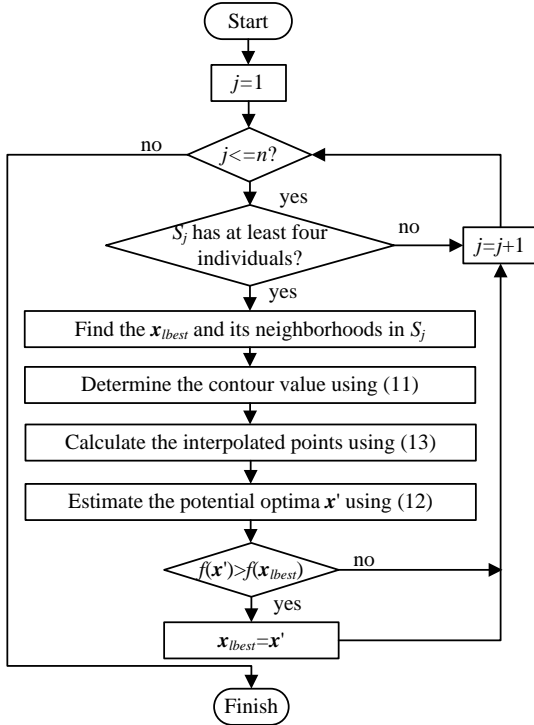 Start
j=1
no
j<=n?
yes
S_j has at least four
individuals?
no
j=j+1
yes
Find the x_lbest and its neighborhoods in S_j
Determine the contour value using (11)
Calculate the interpolated points using (13)
Estimate the potential optima x' using (12)
f(x')>f(x_lbest)
no
yes
x_lbest=x'
Finish